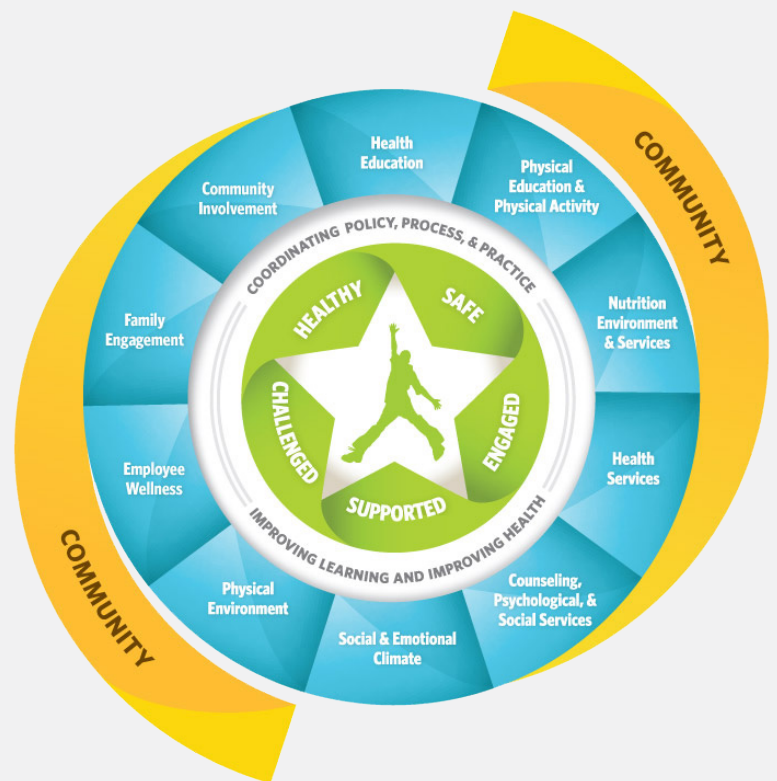 COMMUNITY
Health
Education
Physical
Education &
Physical Activity
Nutrition
Environment
& Services
Health
Services
Counseling,
Psychological, &
Social Services
Social & Emotional
Climate
Physical
Environment
Employee
Wellness
Family
Engagement
Community
Involvement
COORDINATING POLICY, PROCESS, & PRACTICE
IMPROVING LEARNING AND IMPROVING HEALTH
HEALTHY
SAFE
ENGAGED
SUPPORTED
CHALLENGED
COMMUNITY